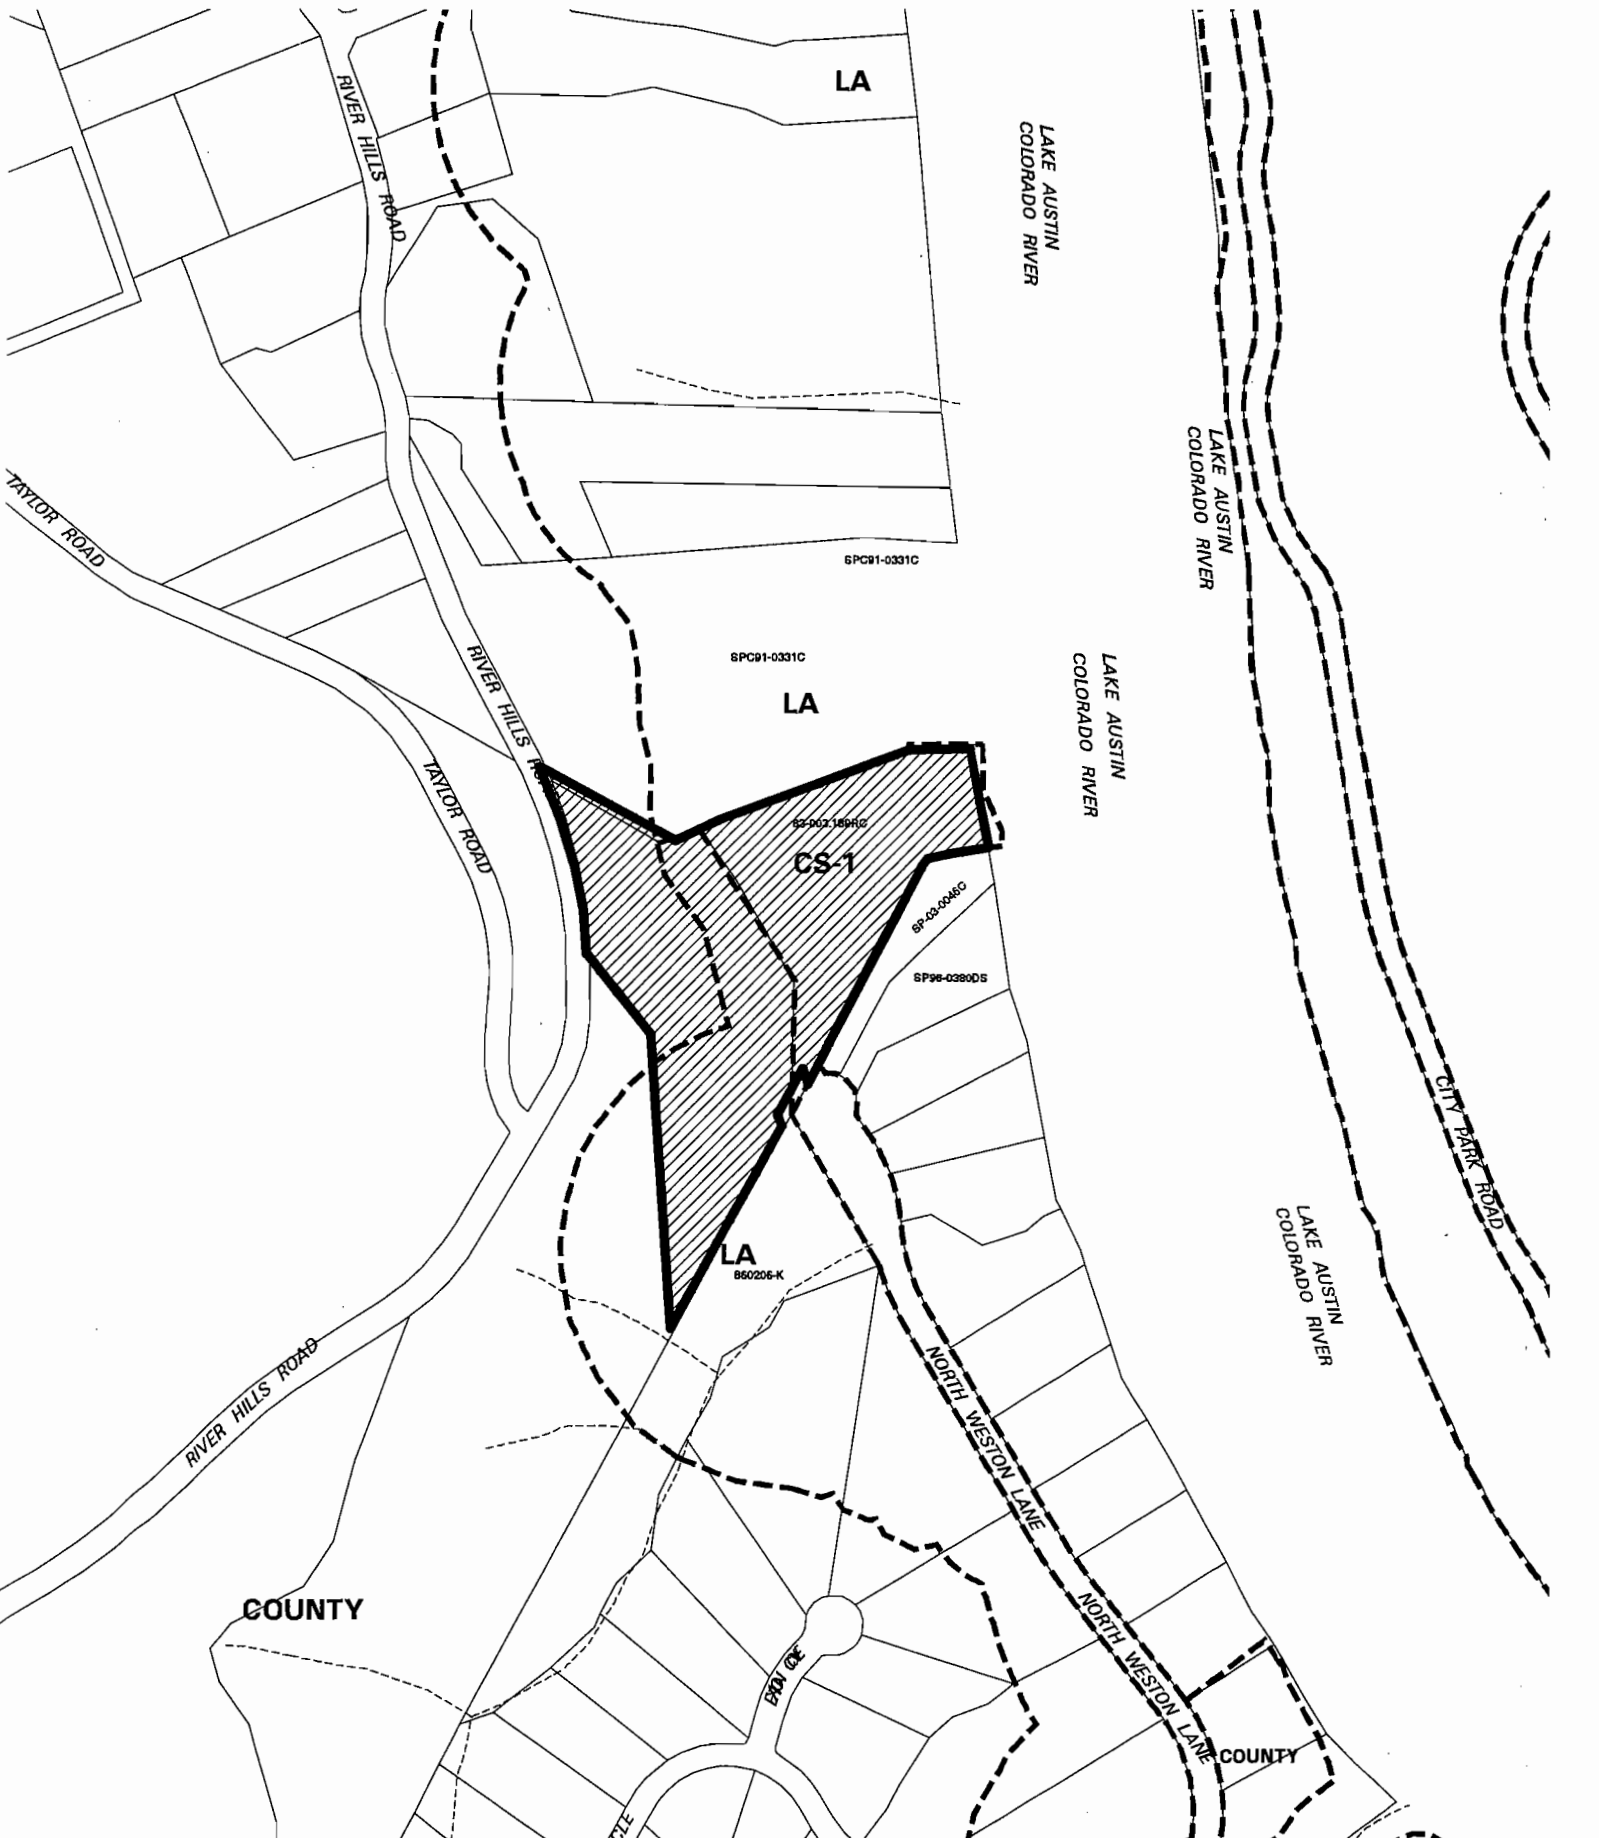 LA
RIVER HILLS ROAD
LAKE AUSTIN
COLORADO RIVER
LAKE AUSTIN
COLORADO RIVER
TAYLOR ROAD
SPC91-0331C
SPC91-0331C
LA
LAKE AUSTIN
COLORADO RIVER
RIVER HILLS
TAYLOR ROAD
CS-1
SP-03-0046C
SP96-0380DS
CITY PARK ROAD
LA
860206-K
LAKE AUSTIN
COLORADO RIVER
RIVER HILLS ROAD
NORTH WESTON LANE
COUNTY
NORTH WESTON LANE
COUNTY
CLE